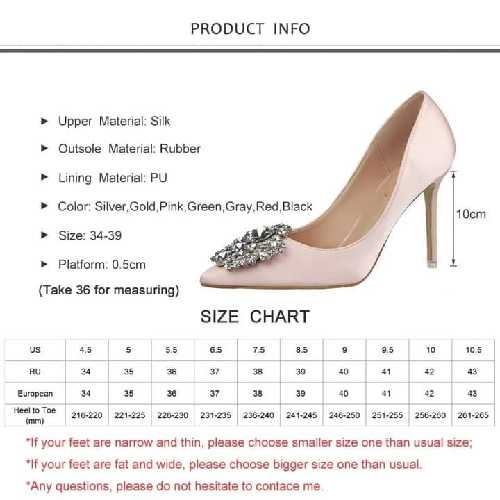 PRODUCT INFO
Upper Material: Silk
Outsole Material: Rubber
Lining Material: PU
Color: Silver,Gold,Pink,Green,Gray,Red,Black
10cm
Size: 34-39
Platform: 0.5cm
(Take 36 for measuring)
SIZE CHART
US 4.5 5 5.5 6.5 7.5 8.5 9 9.5 10 10.5
RU 34 35 36 37 38 39 40 41 42 43
European 34 35 36 37 38 39 40 41 42 43
Heel to Toe (mm) 216-220 221-225 226-230 231-235 236-240 241-245 246-250 251-255 256-260 261-265
*If your feet are narrow and thin, please choose smaller size one than usual size;
*If your feet are fat and wide, please choose bigger size one than usual.
*Any questions, please do not hesitate to contace me.